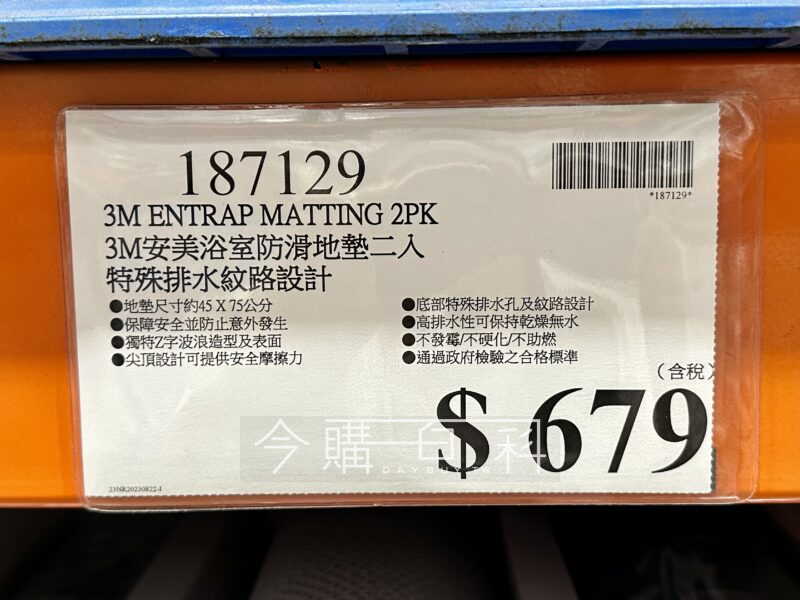 187129
*187129*
3M ENTRAP MATTING 2PK
3M安美浴室防滑地墊二入
特殊排水紋路設計
●地墊尺寸約45 X 75公分
●保障安全並防止意外發生
●獨特Z字波浪造型及表面
●尖頂設計可提供安全摩擦力
●底部特殊排水孔及紋路設計
●高排水性可保持乾燥無水
●不發霉/不硬化/不助燃
●通過政府檢驗之合格標準
(含稅)
$ 679
今購百科
DAYBUY.TK
23NR20230822-1